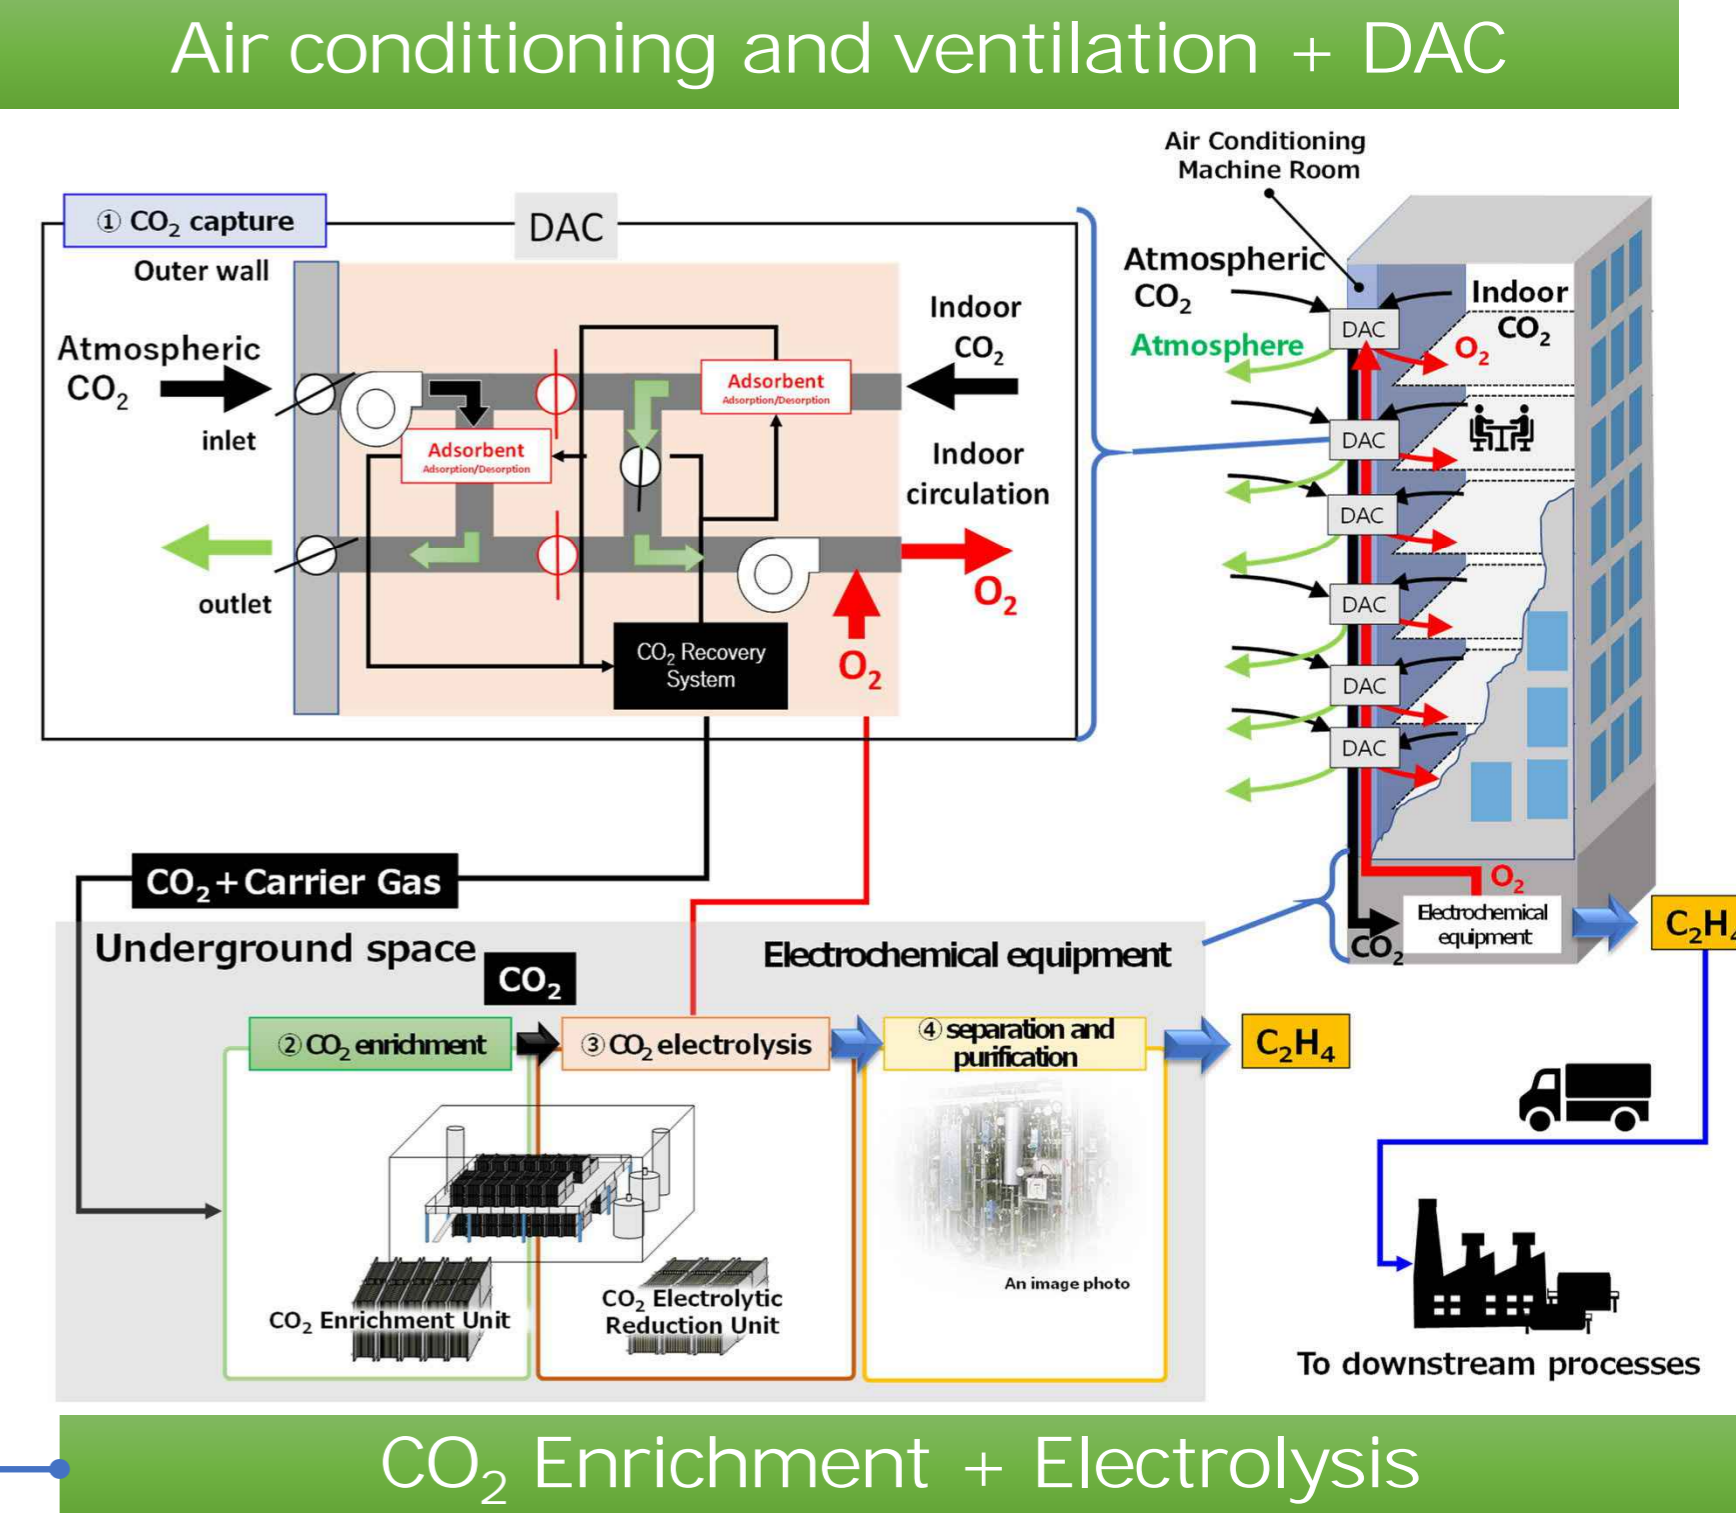 Air conditioning and ventilation + DAC
Air Conditioning
Machine Room
① CO₂ capture
DAC
Outer wall
Atmospheric
CO₂
inlet
outlet
Adsorbent
Adsorption/Desorption
Adsorbent
Adsorption/Desorption
Indoor
CO₂
Indoor
circulation
O₂
O₂
CO₂ Recovery
System
Atmospheric
CO₂
Atmosphere
Indoor
CO₂
O₂
DAC
DAC
DAC
DAC
DAC
DAC
O₂
Electrochemical
equipment
CO₂
C₂H₄
CO₂+Carrier Gas
Underground space
CO₂
Electrochemical equipment
② CO₂ enrichment
③ CO₂ electrolysis
④ separation and
purification
C₂H₄
CO₂ Enrichment Unit
CO₂ Electrolytic
Reduction Unit
An image photo
To downstream processes
CO₂ Enrichment + Electrolysis